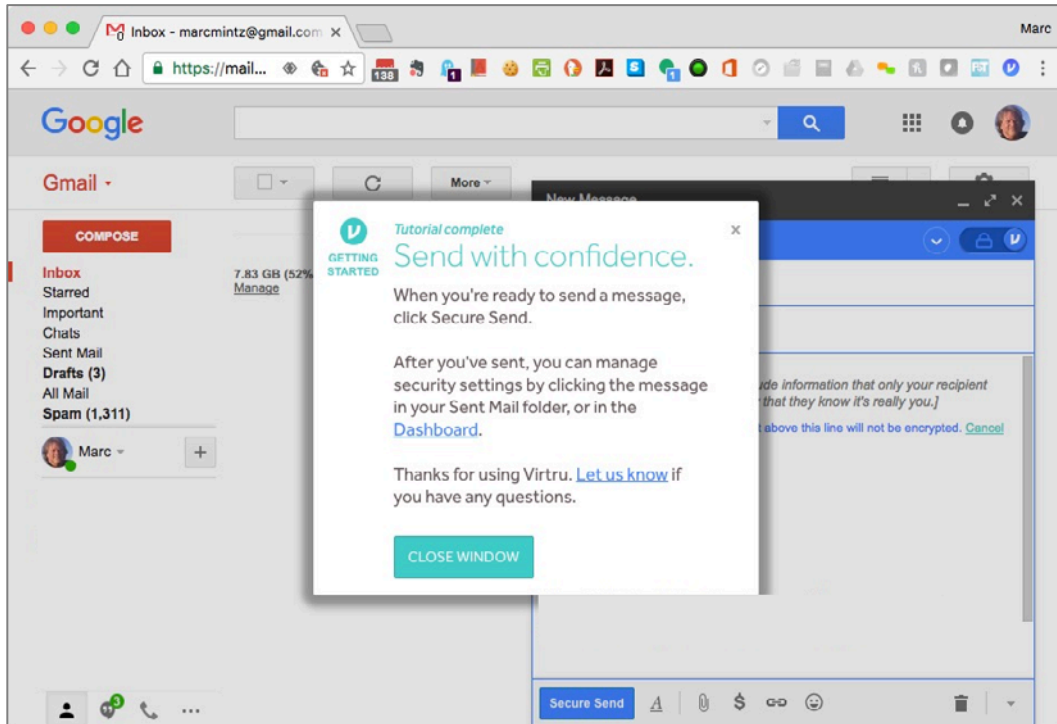 Inbox - marcmintz@gmail.com
Marc
https://mail...
138
1
1
Google
Gmail
More
New Message
COMPOSE
Inbox
Starred
Important
Chats
Sent Mail
Drafts (3)
All Mail
Spam (1,311)
Marc
7.83 GB (52%
Manage
GETTING
STARTED
Tutorial complete
Send with confidence.
When you're ready to send a message,
click Secure Send.
After you've sent, you can manage
security settings by clicking the message
in your Sent Mail folder, or in the
Dashboard.
Thanks for using Virtru. Let us know if
you have any questions.
CLOSE WINDOW
ude information that only your recipient
that they know it's really you.]
t above this line will not be encrypted. Cancel
3
Secure Send